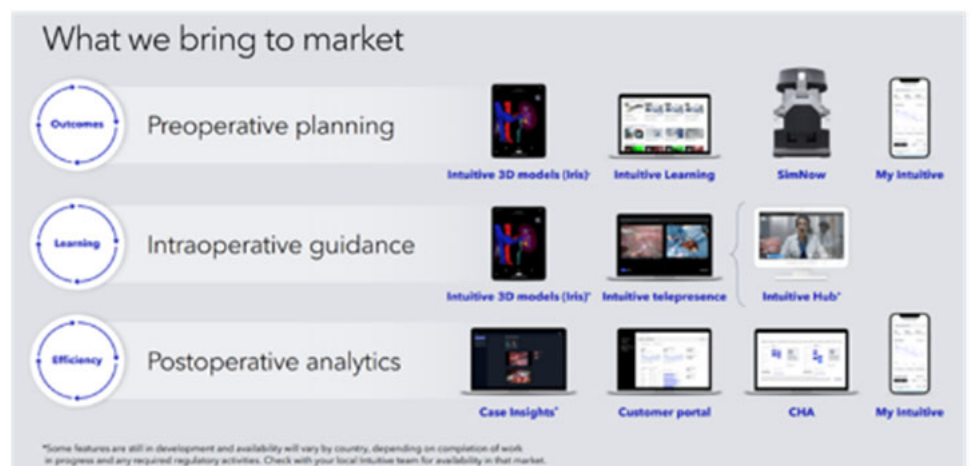 What we bring to market
Outcomes
Preoperative planning
Intuitive 3D models (Iris)*
Intuitive Learning
SimNow
My Intuitive
Learning
Intraoperative guidance
Intuitive 3D models (Iris)*
Intuitive telepresence
Intuitive Hub*
Efficiency
Postoperative analytics
Case Insights*
Customer portal
CHA
My Intuitive
*Some features are still in development and availability will vary by country, depending on completion of work
in progress and any required regulatory activities. Check with your local Intuitive team for availability in that market.